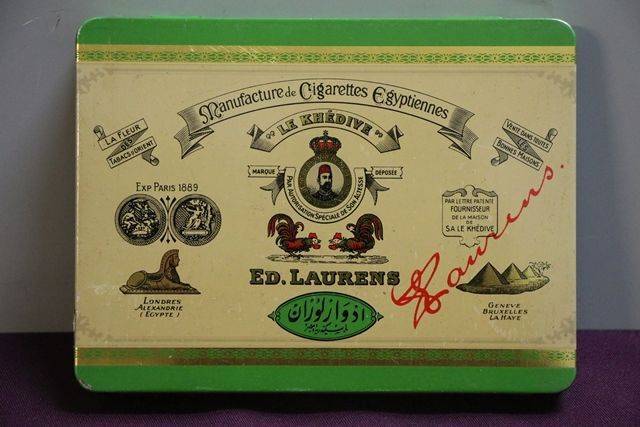 Manufacture de Cigarettes Egyptiennes
"LE KHÉDIVE"
LA FLEUR
DES
TABACS D'ORIENT
VENTE DANS TOUTES
LES
BONNES MAISONS
MARQUE
DÉPOSÉE
PAR AUTORISATION SPÉCIALE DE SON ALTESSE
EXP PARIS 1889
PAR LETTRE PATENTE
FOURNISSEUR
DE LA MAISON
DE
S.A. LE KHÉDIVE
ED. LAURENS
Ed Laurens.
LONDRES
ALEXANDRIE
(EGYPTE)
ادوار لوران
GENEVE
BRUXELLES
LA HAYE